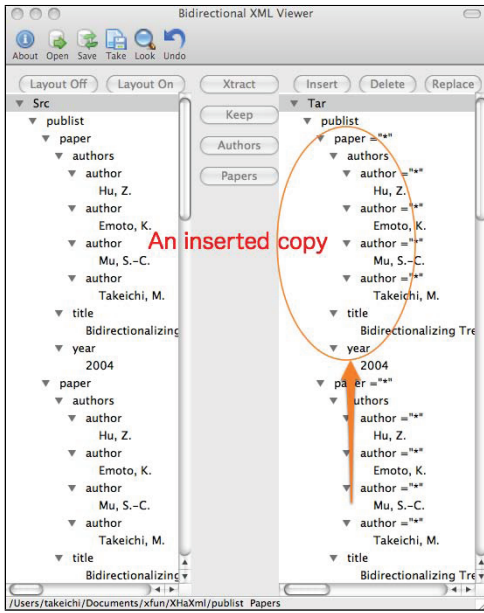 Bidirectional XML Viewer
About Open Save Take Look Undo
Layout Off Layout On Xtract Insert Delete Replace
Keep
Authors
Papers
Src
publist
paper
authors
author
Hu, Z.
author
Emoto, K.
author
Mu, S.-C.
author
Takeichi, M.
title
Bidirectionalizing
year
2004
paper
authors
author
Hu, Z.
author
Emoto, K.
author
Mu, S.-C.
author
Takeichi, M.
title
Bidirectionalizing
An inserted copy
Tar
publist
paper ="*"
authors
author ="*"
Hu, Z.
author ="*"
Emoto, K.
author ="*"
Mu, S.-C.
author ="*"
Takeichi, M.
title
Bidirectionalizing Tre
year
2004
paper ="*"
authors
author ="*"
Hu, Z.
author ="*"
Emoto, K.
author ="*"
Mu, S.-C.
author ="*"
Takeichi, M.
title
Bidirectionalizing Tre
/Users/takeichi/Documents/xfun/XHaXml/publist Papers